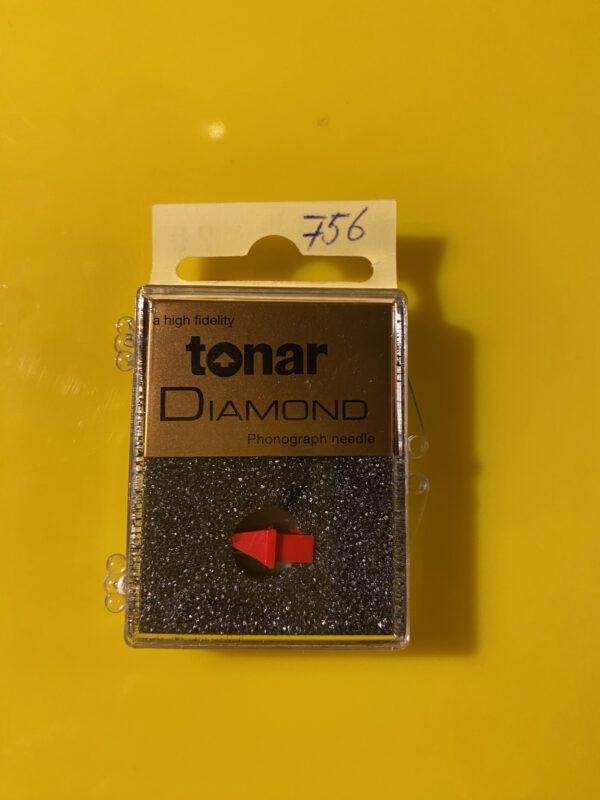 756
a high fidelity
tonar
DIAMOND
Phonograph needle